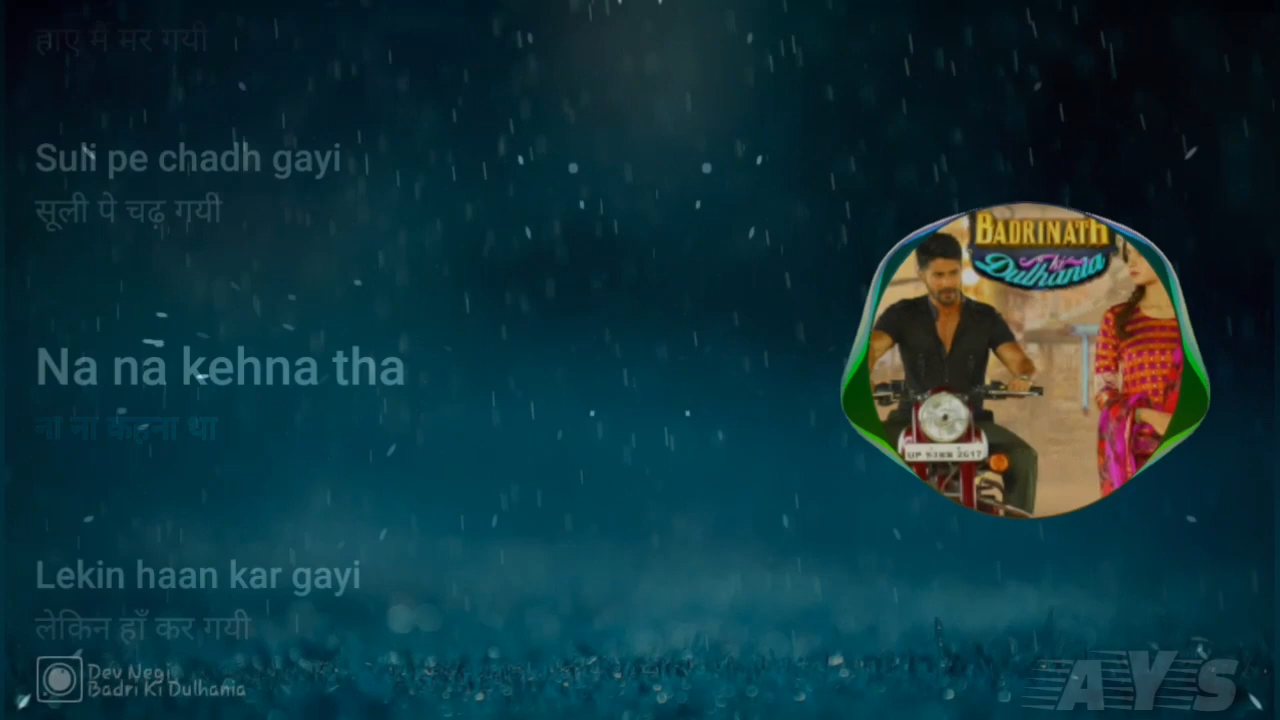 हाए मैं मर गयी
Suli pe chadh gayi
सूली पे चढ़ गयी
Na na kehna tha
ना ना कहना था
Lekin haan kar gayi
लेकिन हाँ कर गयी
Dev Negi
Badri Ki Dulhania
BADRINATH
ki
Dulhania
AYS